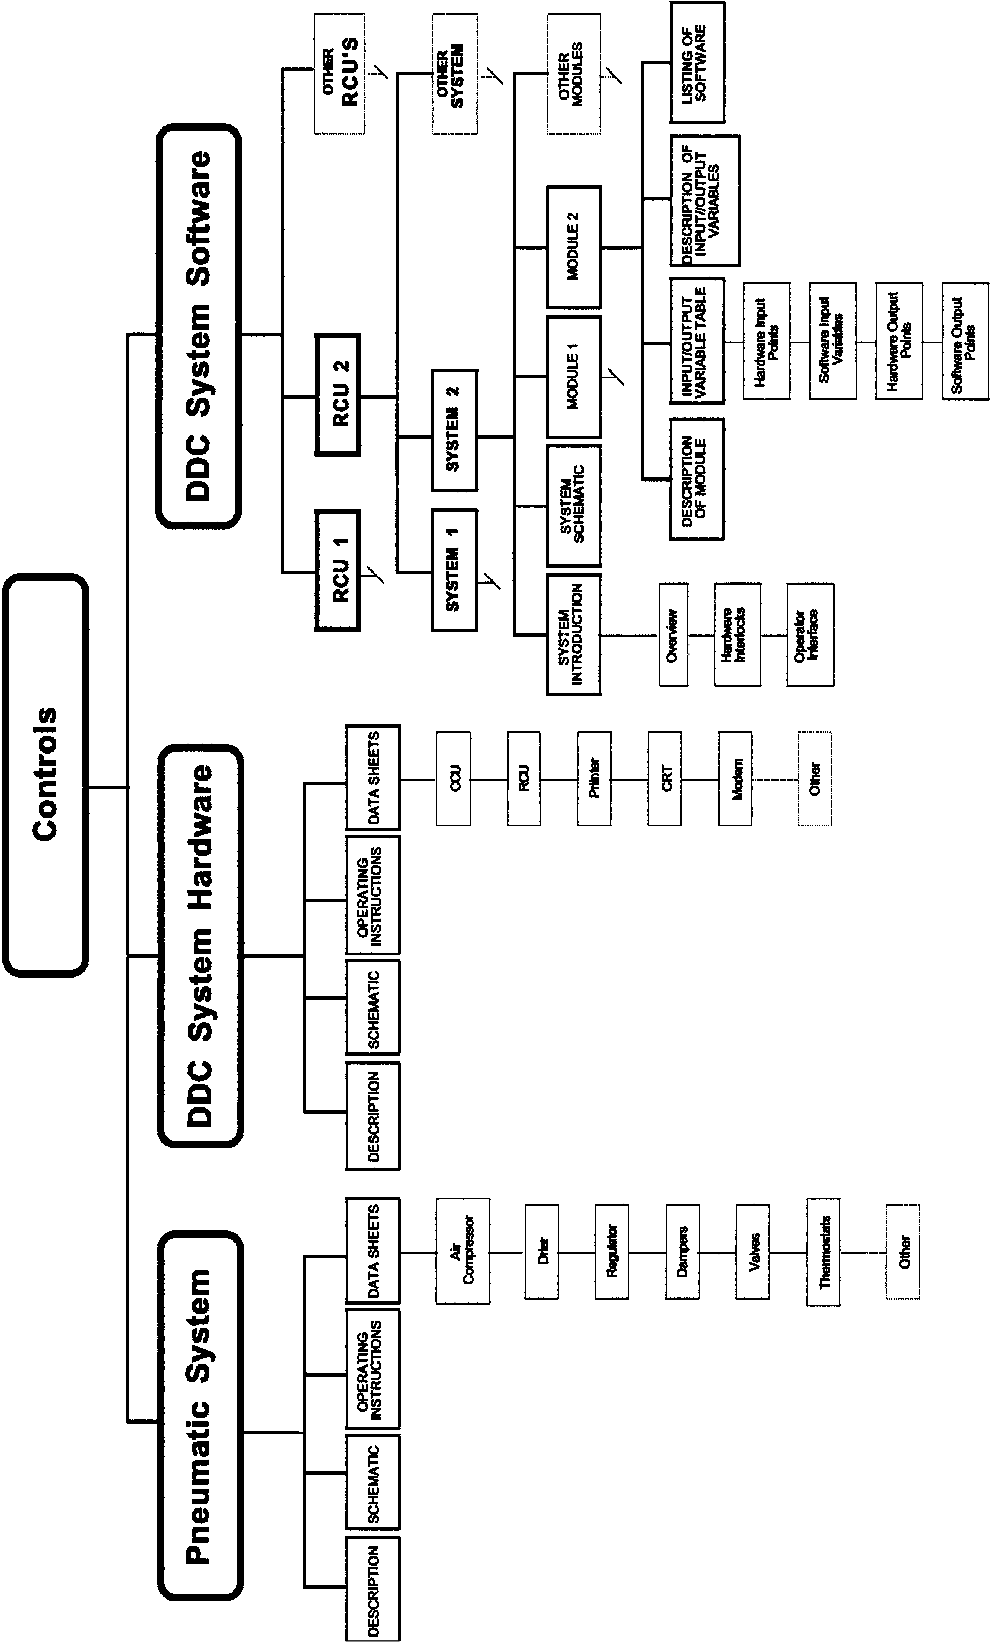 Controls
Pneumatic System
DDC System Hardware
DDC System Software
DESCRIPTION
SCHEMATIC
OPERATING
INSTRUCTIONS
DATA SHEETS
Air
Compressor
Drier
Regulator
Dampers
Valves
Thermostats
Other
DESCRIPTION
SCHEMATIC
OPERATING
INSTRUCTIONS
DATA SHEETS
CCU
RCU
Printer
CRT
Modem
Other
RCU 1
RCU 2
OTHER
RCU'S
SYSTEM 1
SYSTEM 2
OTHER
SYSTEM
SYSTEM
INTRODUCTION
SYSTEM
SCHEMATIC
MODULE 1
MODULE 2
OTHER
MODULES
Overview
Hardware
Interlocks
Operator
Interface
DESCRIPTION
OF MODULE
INPUT/OUTPUT
VARIABLE TABLE
DESCRIPTION OF
INPUT//OUTPUT
VARIABLES
LISTING OF
SOFTWARE
Hardware Input
Points
Software Input
Variables
Hardware Output
Points
Software Output
Points